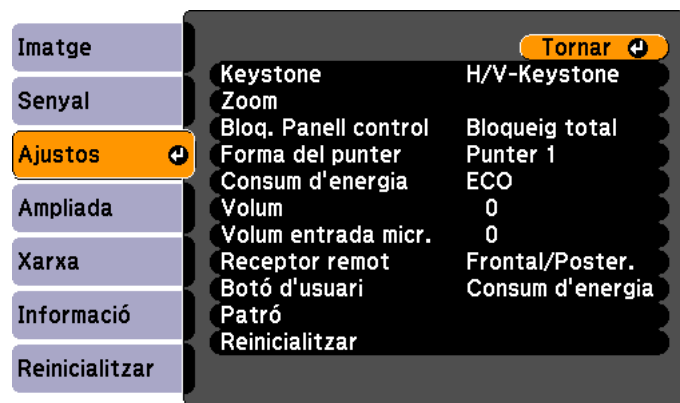 Imatge
Senyal
Ajustos
Ampliada
Xarxa
Informació
Reinicialitzar
Tornar
Keystone H/V-Keystone
Zoom
Bloq. Panell control Bloqueig total
Forma del punter Punter 1
Consum d'energia ECO
Volum 0
Volum entrada micr. 0
Receptor remot Frontal/Poster.
Botó d'usuari Consum d'energia
Patró
Reinicialitzar